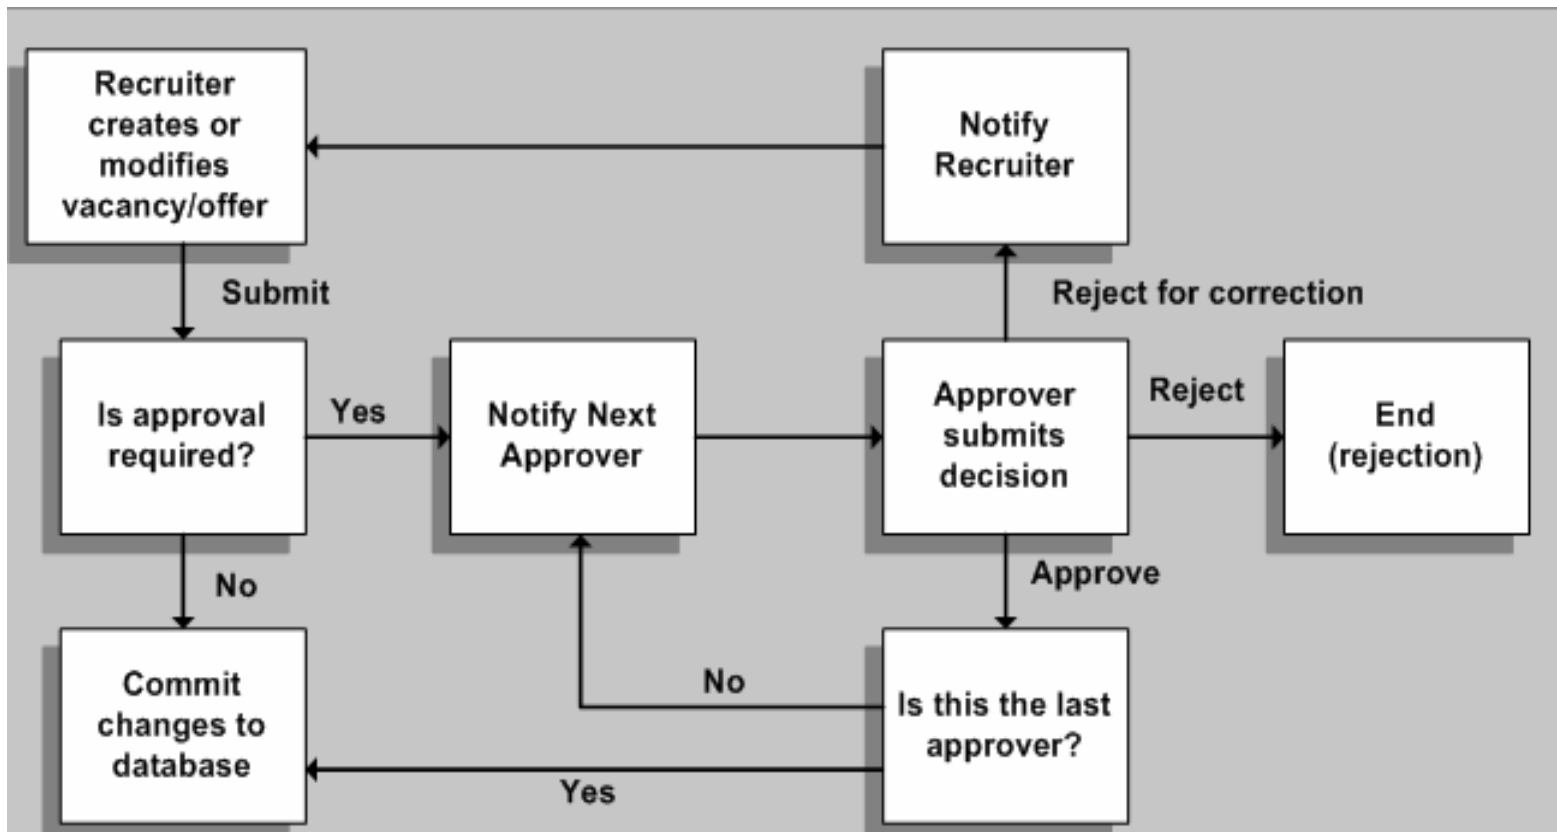 Recruiter
creates or
modifies
vacancy/offer
Notify
Recruiter
Submit
Reject for correction
Is approval
required?
Yes
Notify Next
Approver
Approver
submits
decision
Reject
End
(rejection)
No
Approve
Commit
changes to
database
No
Is this the last
approver?
Yes